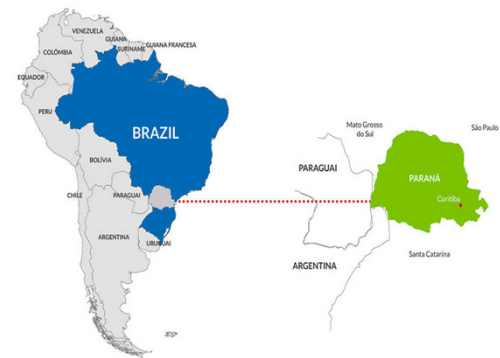 VENEZUELA
GUIANA
GUIANA FRANCESA
SURINAME
COLÔMBIA
EQUADOR
PERU
BRAZIL
BOLÍVIA
CHILE
PARAGUAI
ARGENTINA
URUGUAI
Mato Grosso
do Sul
São Paulo
PARAGUAI
PARANÁ
Curitiba
Santa Catarina
ARGENTINA